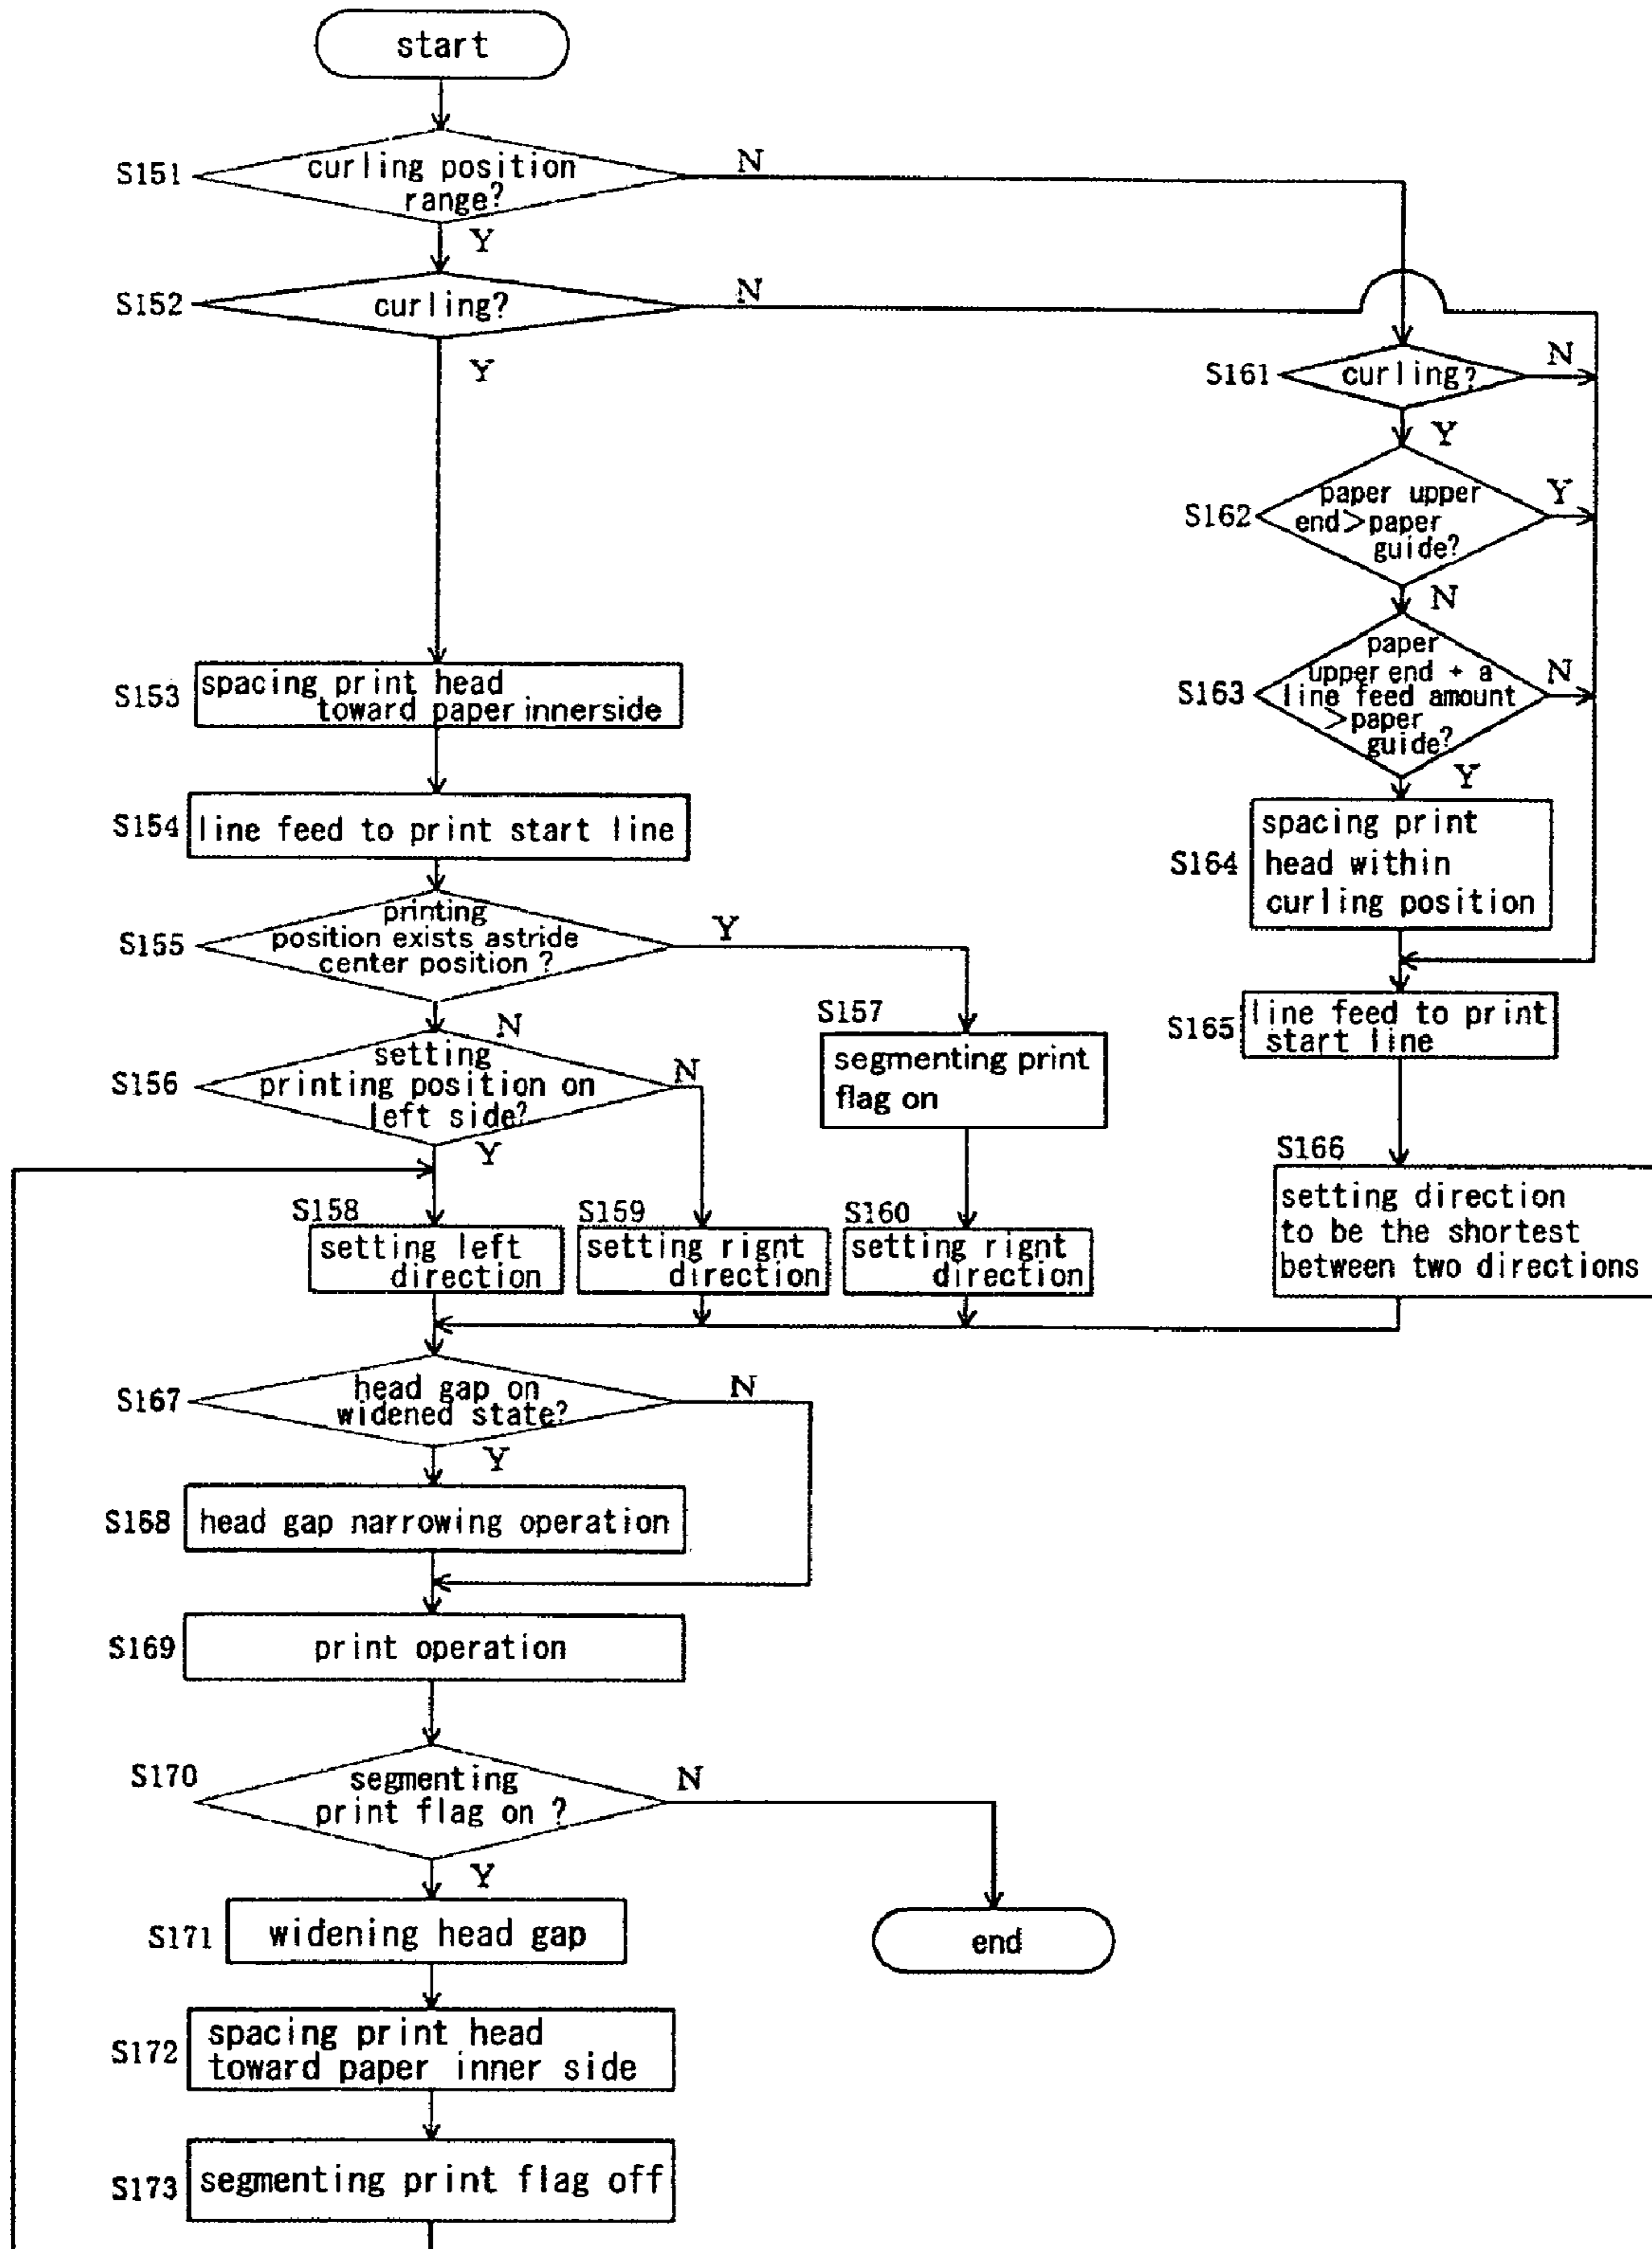 start
S151
curling position
range?
N
Y
S152
curling?
N
Y
S161
curling?
N
Y
S162
paper upper
end>paper
guide?
Y
N
S163
paper
upper end + a
line feed amount
>paper
guide?
N
Y
S153
spacing print head
toward paper innerside
S164
spacing print
head within
curling position
S154
line feed to print start line
S155
printing
position exists astride
center position ?
Y
N
S165
line feed to print
start line
S157
segmenting print
flag on
S156
setting
printing position on
left side?
N
Y
S166
setting direction
to be the shortest
between two directions
S158
setting left
direction
S159
setting rignt
direction
S160
setting rignt
direction
S167
head gap on
widened state?
N
Y
S168
head gap narrowing operation
S169
print operation
S170
segmenting
print flag on ?
N
Y
S171
widening head gap
end
S172
spacing print head
toward paper inner side
S173
segmenting print flag off